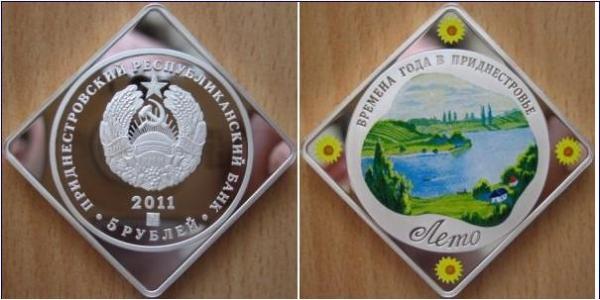 ПРИДНЕСТРОВСКИЙ РЕСПУБЛИКАНСКИЙ БАНК
2011
• 5 РУБЛЕЙ •
ВРЕМЕНА ГОДА В ПРИДНЕСТРОВЬЕ
Лето